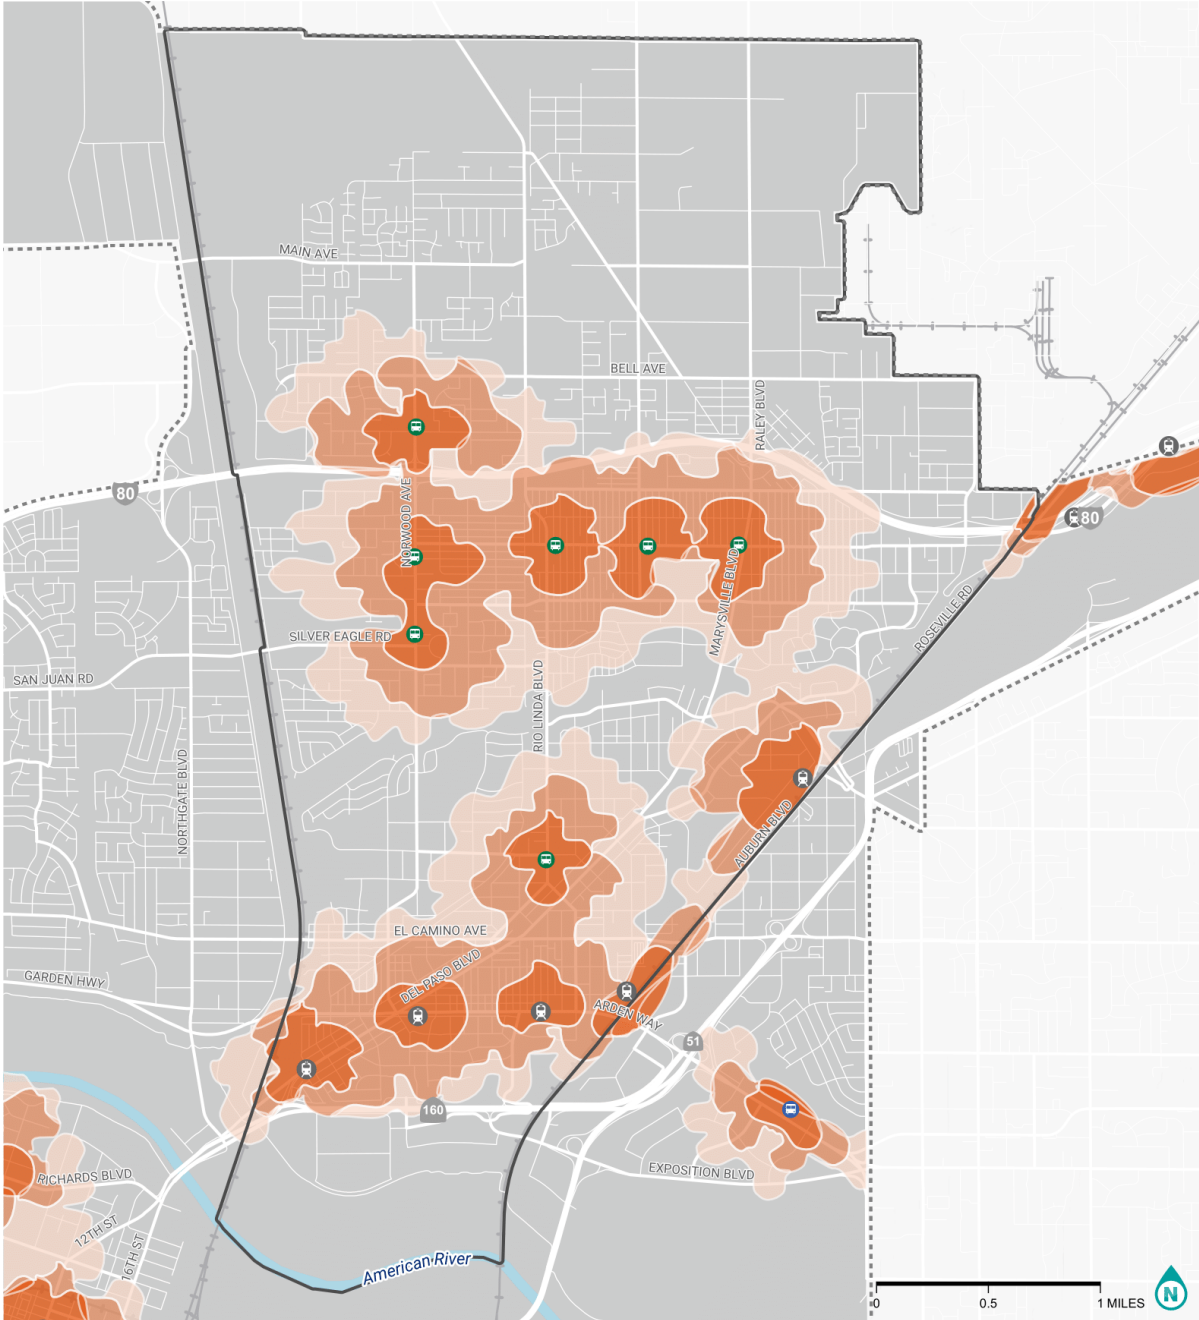 MAIN AVE
BELL AVE
RALEY BLVD
80
NORWOOD AVE
80
MARYSVILLE BLVD
ROSEVILLE RD
SILVER EAGLE RD
SAN JUAN RD
RIO LINDA BLVD
NORTHGATE BLVD
AUBURN BLVD
EL CAMINO AVE
DEL PASO BLVD
GARDEN HWY
ARDEN WAY
51
160
RICHARDS BLVD
EXPOSITION BLVD
12TH ST
16TH ST
American River
N
0 0.5 1 MILES